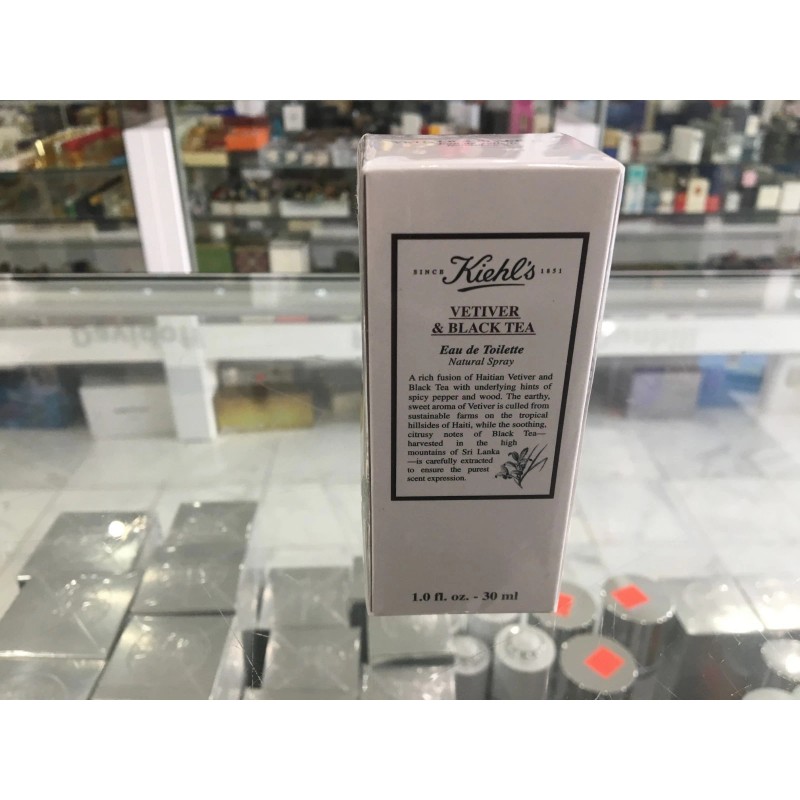 SINCE Kiehl's 1851
VETIVER
& BLACK TEA
Eau de Toilette
Natural Spray
A rich fusion of Haitian Vetiver and
Black Tea with underlying hints of
spicy pepper and wood. The earthy,
sweet aroma of Vetiver is culled from
sustainable farms on the tropical
hillsides of Haiti, while the soothing,
citrusy notes of Black Tea—
harvested in the high
mountains of Sri Lanka
—is carefully extracted
to ensure the purest
scent expression.
1.0 fl. oz. - 30 ml
Davidoff